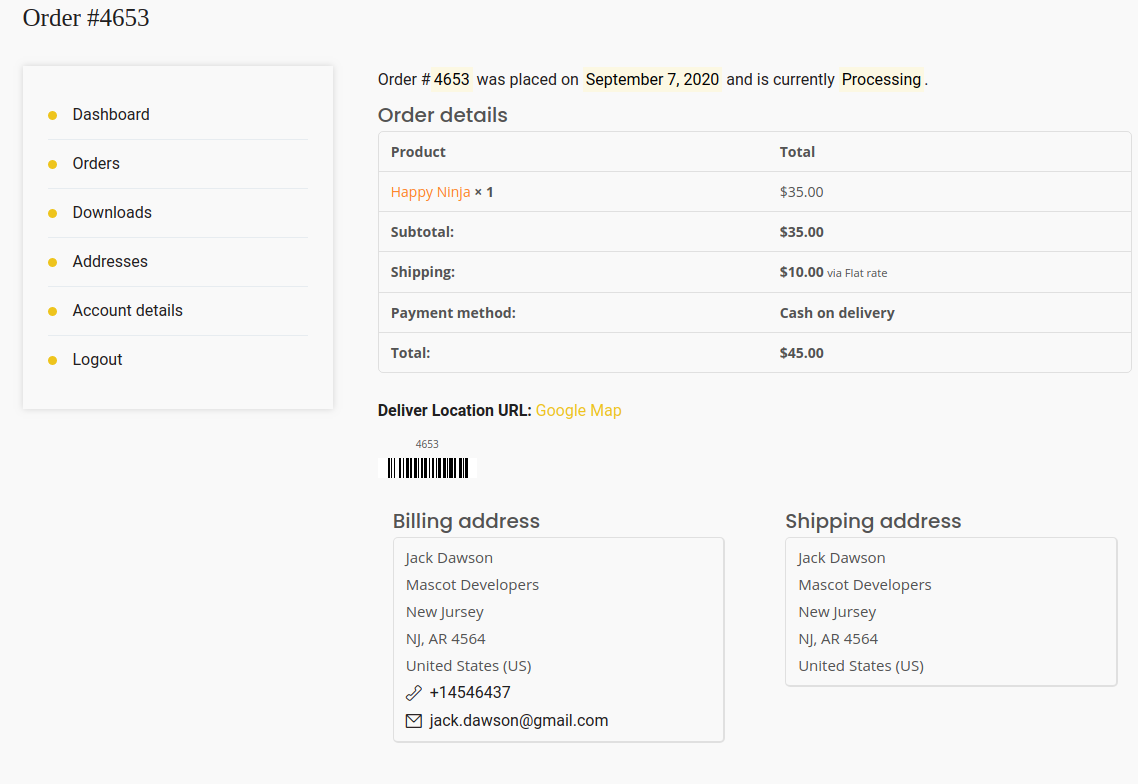 Order #4653
Dashboard
Orders
Downloads
Addresses
Account details
Logout
Order #4653 was placed on September 7, 2020 and is currently Processing.
Order details
Product Total
Happy Ninja × 1 $35.00
Subtotal: $35.00
Shipping: $10.00 via Flat rate
Payment method: Cash on delivery
Total: $45.00
Deliver Location URL: Google Map
4653
Billing address
Jack Dawson
Mascot Developers
New Jursey
NJ, AR 4564
United States (US)
+14546437
jack.dawson@gmail.com
Shipping address
Jack Dawson
Mascot Developers
New Jursey
NJ, AR 4564
United States (US)